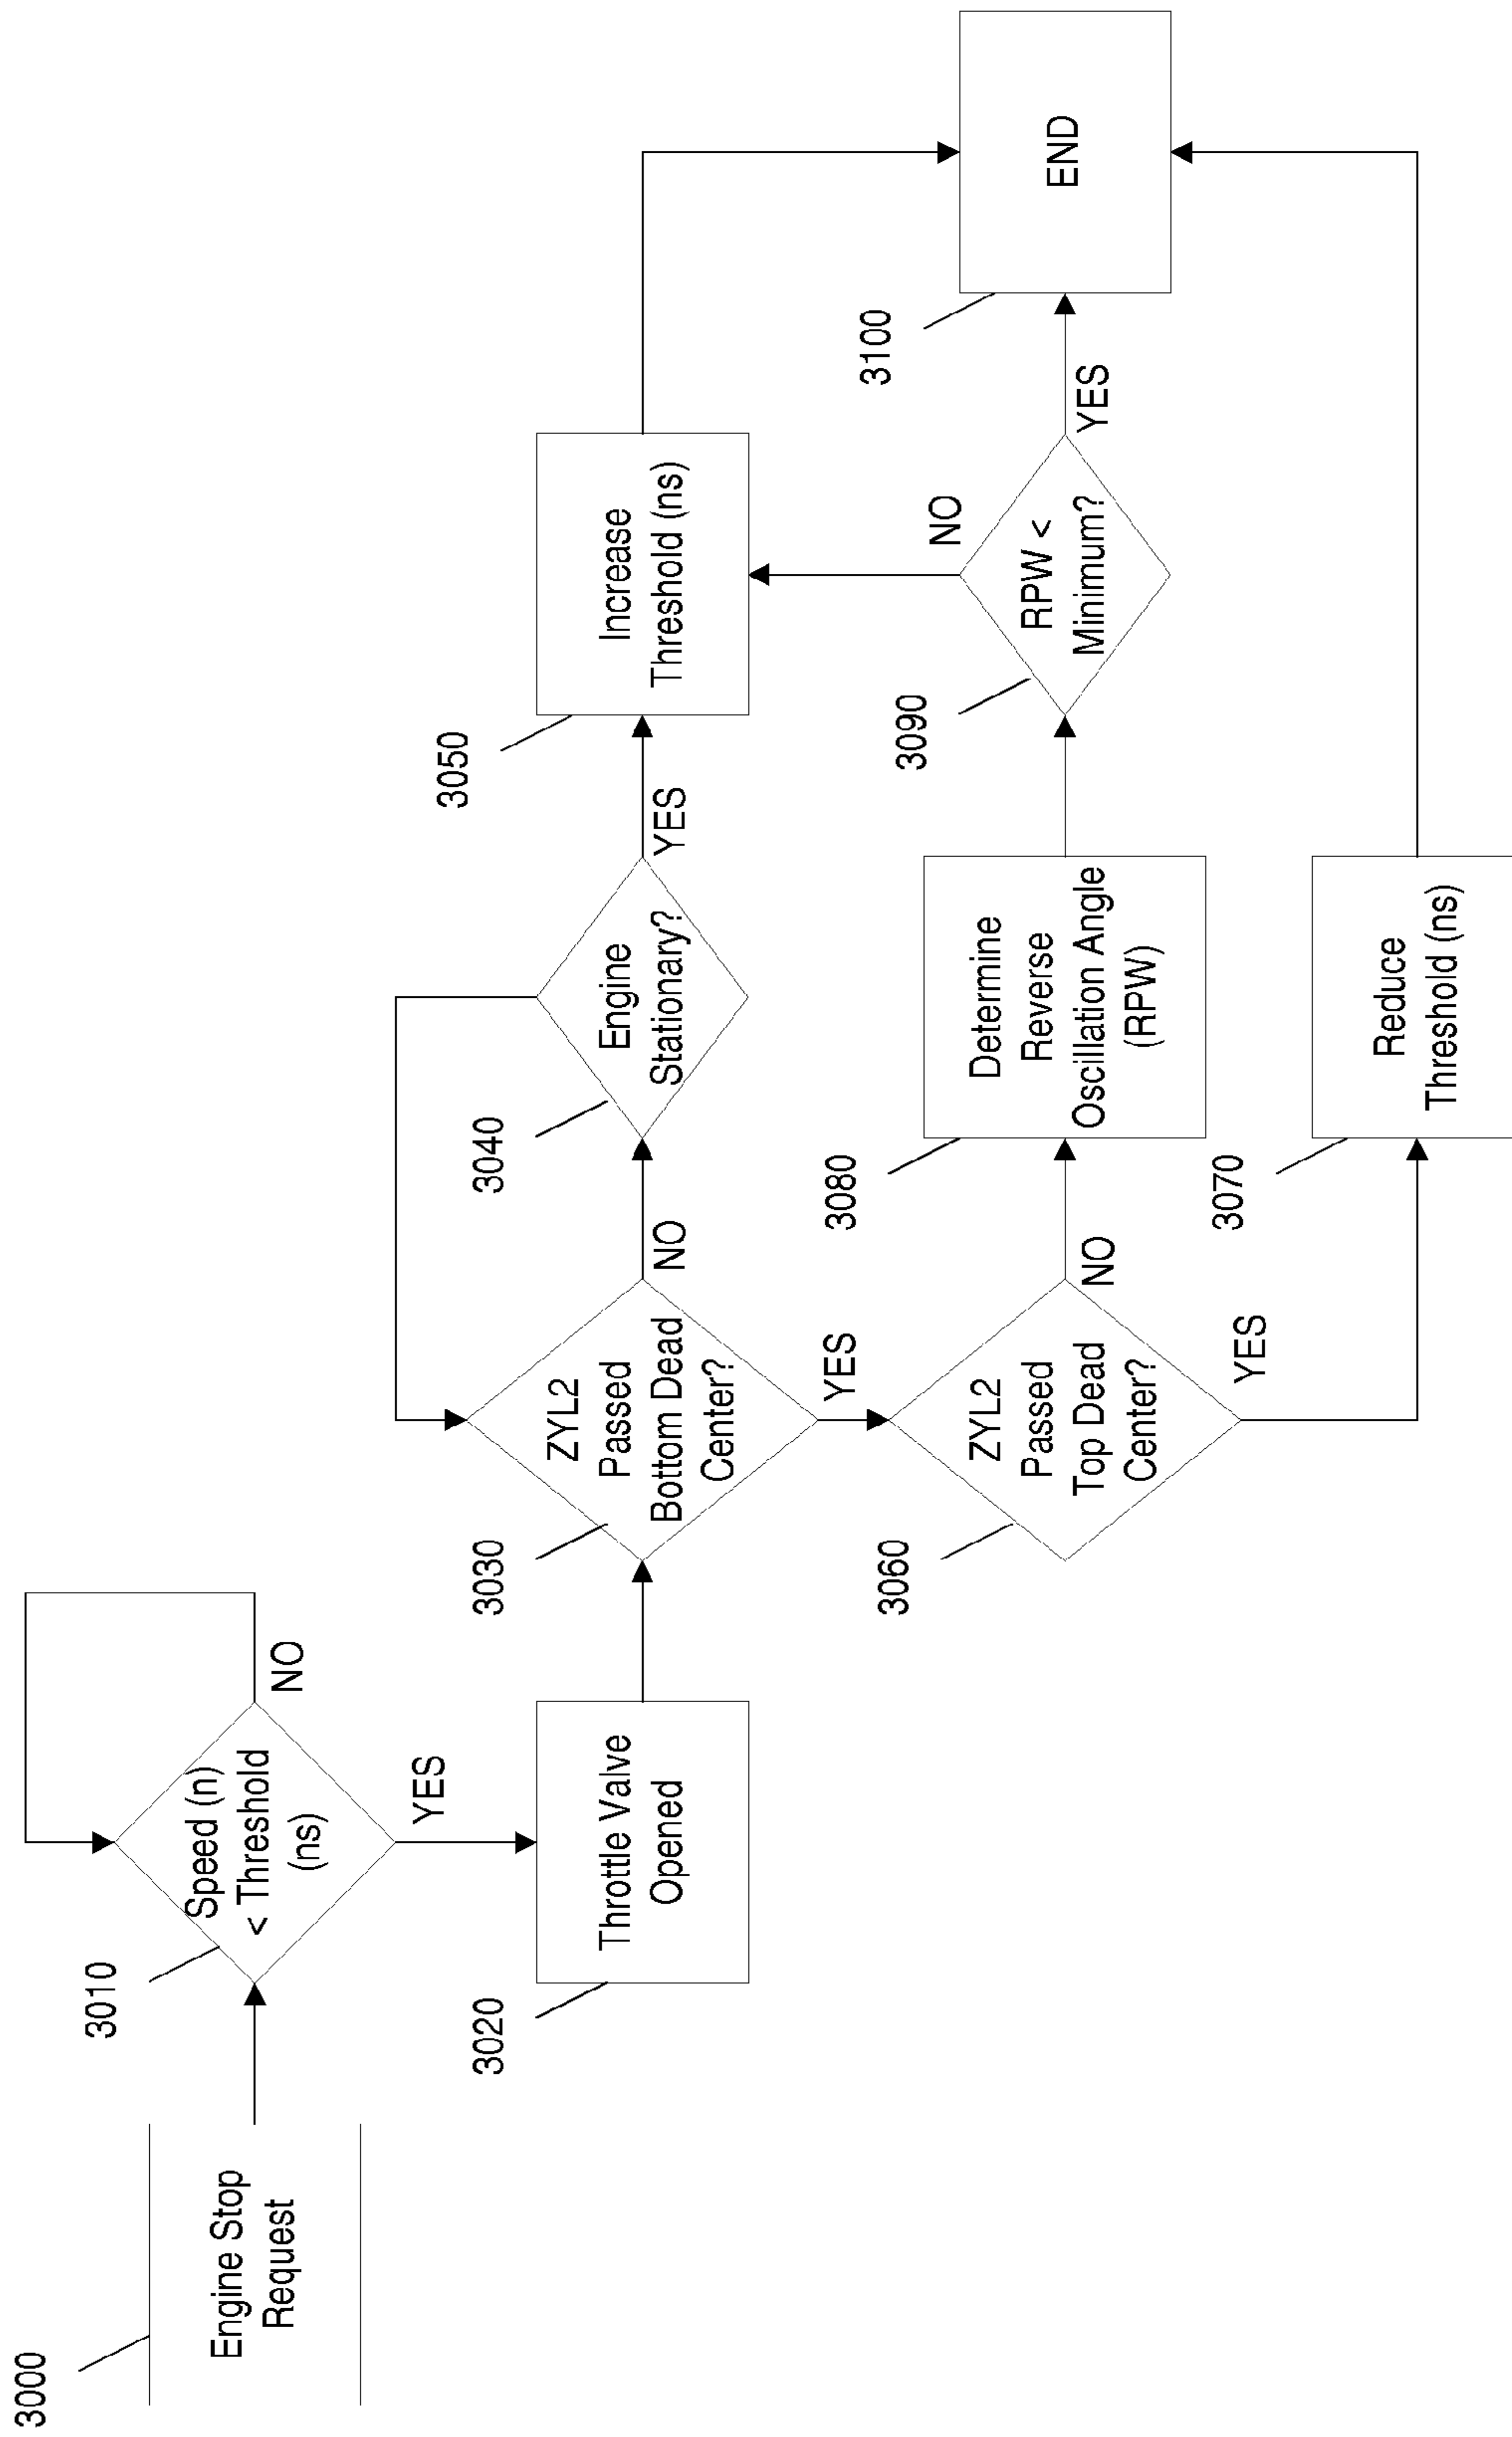 3000
Engine Stop
Request
3010
Speed (n)
< Threshold
(ns)
NO
YES
3020
Throttle Valve
Opened
3030
ZYL2
Passed
Bottom Dead
Center?
NO
YES
3040
Engine
Stationary?
YES
3050
Increase
Threshold (ns)
3060
ZYL2
Passed
Top Dead
Center?
NO
YES
3080
Determine
Reverse
Oscillation Angle
(RPW)
3090
RPW <
Minimum?
NO
YES
3100
END
3070
Reduce
Threshold (ns)